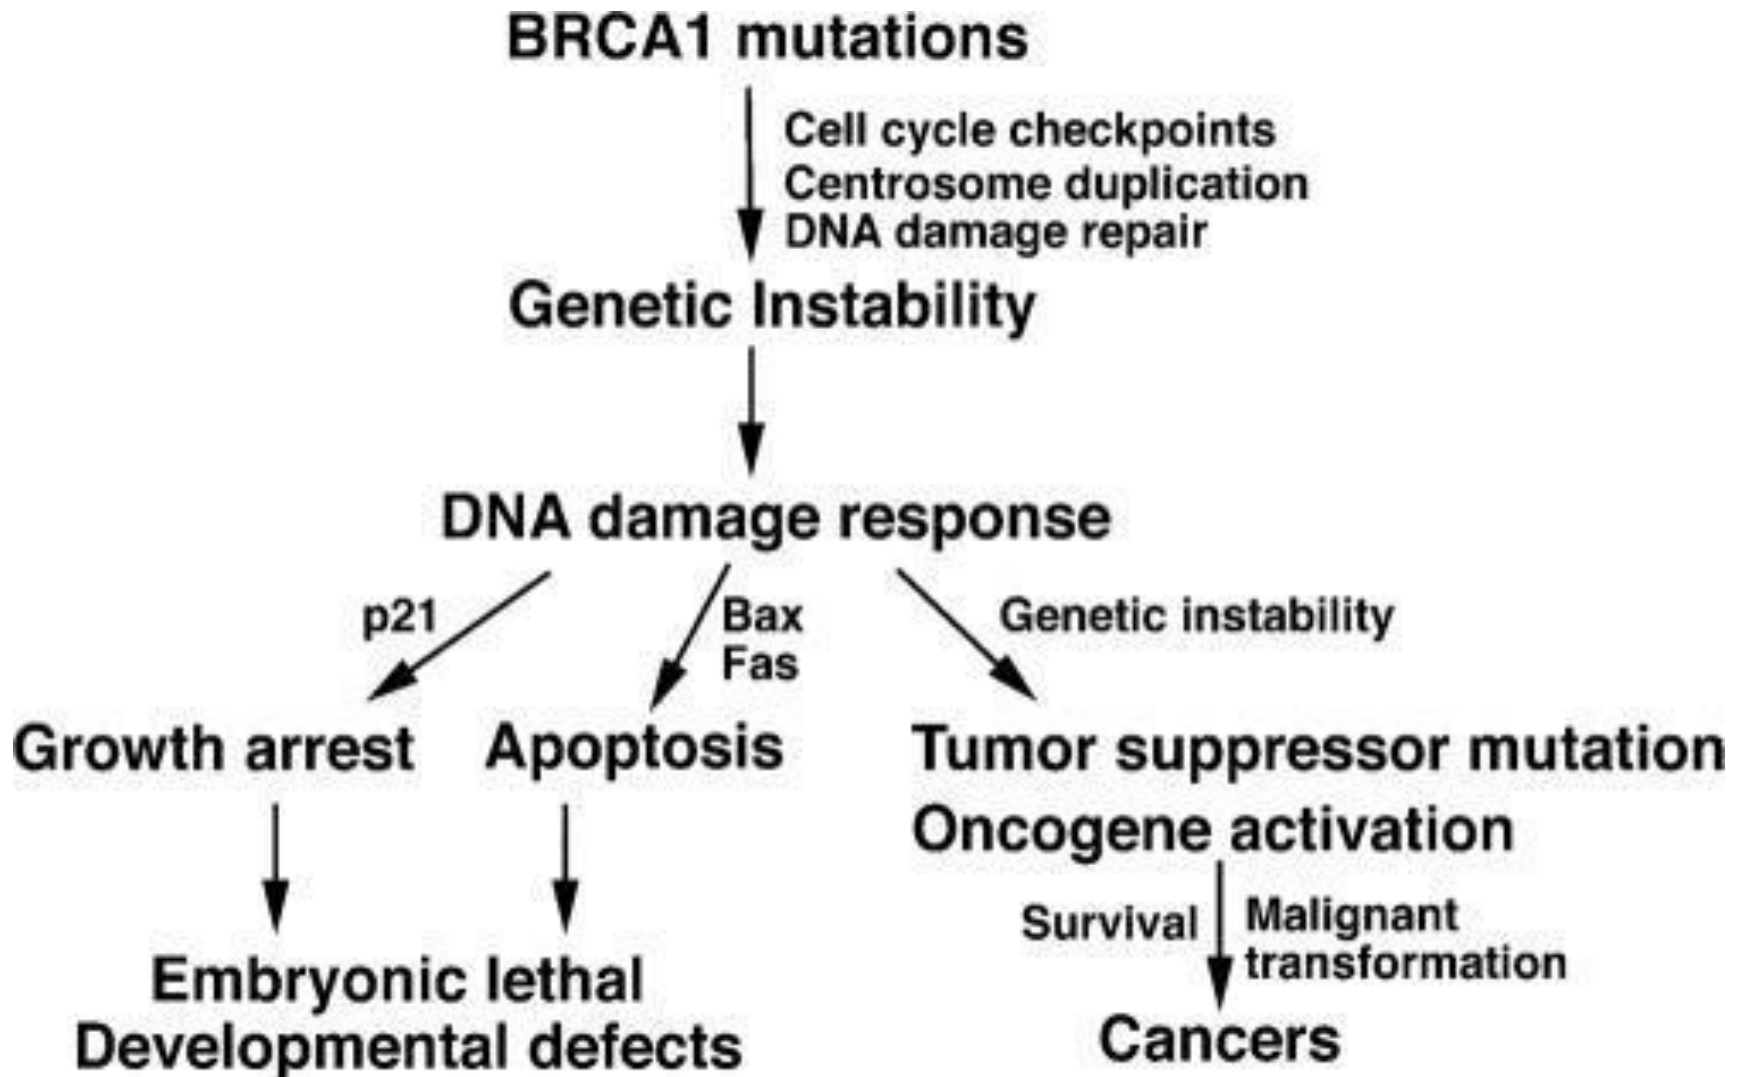 BRCA1 mutations
Cell cycle checkpoints
Centrosome duplication
DNA damage repair
Genetic Instability
DNA damage response
p21
Bax
Fas
Genetic instability
Growth arrest
Apoptosis
Tumor suppressor mutation
Oncogene activation
Survival
Malignant
transformation
Embryonic lethal
Developmental defects
Cancers